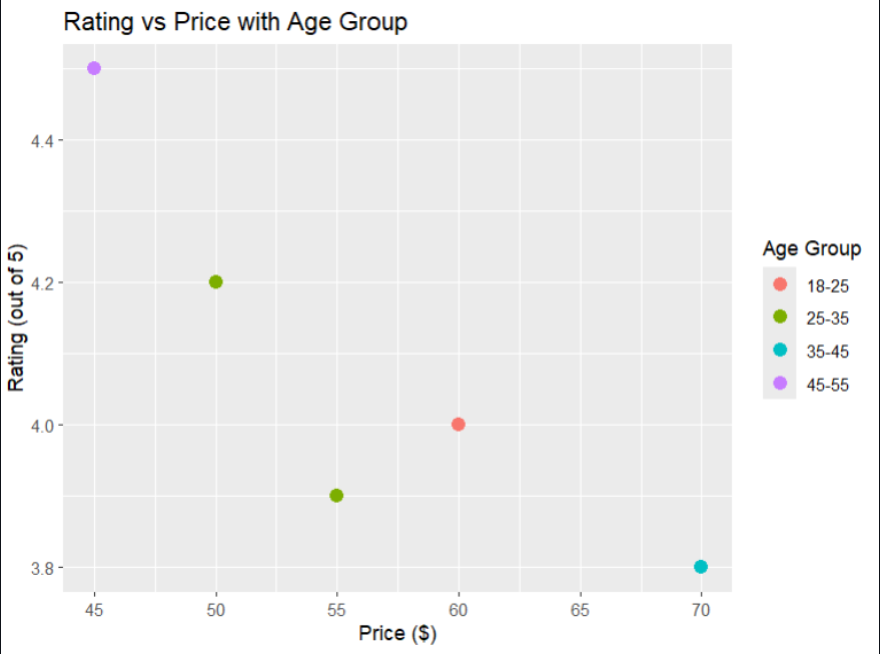 Rating vs Price with Age Group
4.4
4.2
4.0
3.8
Rating (out of 5)
45 50 55 60 65 70
Price ($)
Age Group
18-25
25-35
35-45
45-55